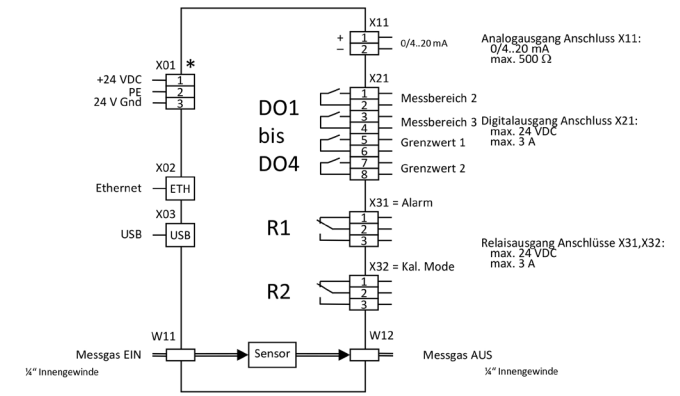 X11
+ 1
– 2
0/4..20 mA
Analogausgang Anschluss X11:
0/4..20 mA
max. 500 Ω
X01 *
+24 VDC 1
PE 2
24 V Gnd 3
X21
DO1
bis
DO4
1
2
3
4
5
6
7
8
Messbereich 2
Messbereich 3
Grenzwert 1
Grenzwert 2
Digitalausgang Anschluss X21:
max. 24 VDC
max. 3 A
X02
Ethernet ETH
X03
USB USB
X31 = Alarm
R1
1
2
3
X32 = Kal. Mode
R2
1
2
3
Relaisausgang Anschlüsse X31,X32:
max. 24 VDC
max. 3 A
W11
Messgas EIN
¼“ Innengewinde
Sensor
W12
Messgas AUS
¼“ Innengewinde